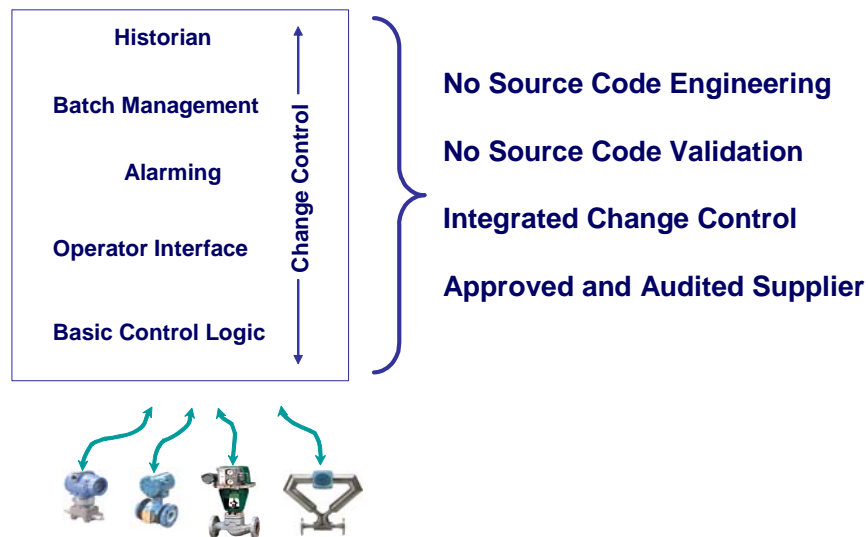 Historian
Batch Management
Alarming
Operator Interface
Basic Control Logic
Change Control
No Source Code Engineering
No Source Code Validation
Integrated Change Control
Approved and Audited Supplier